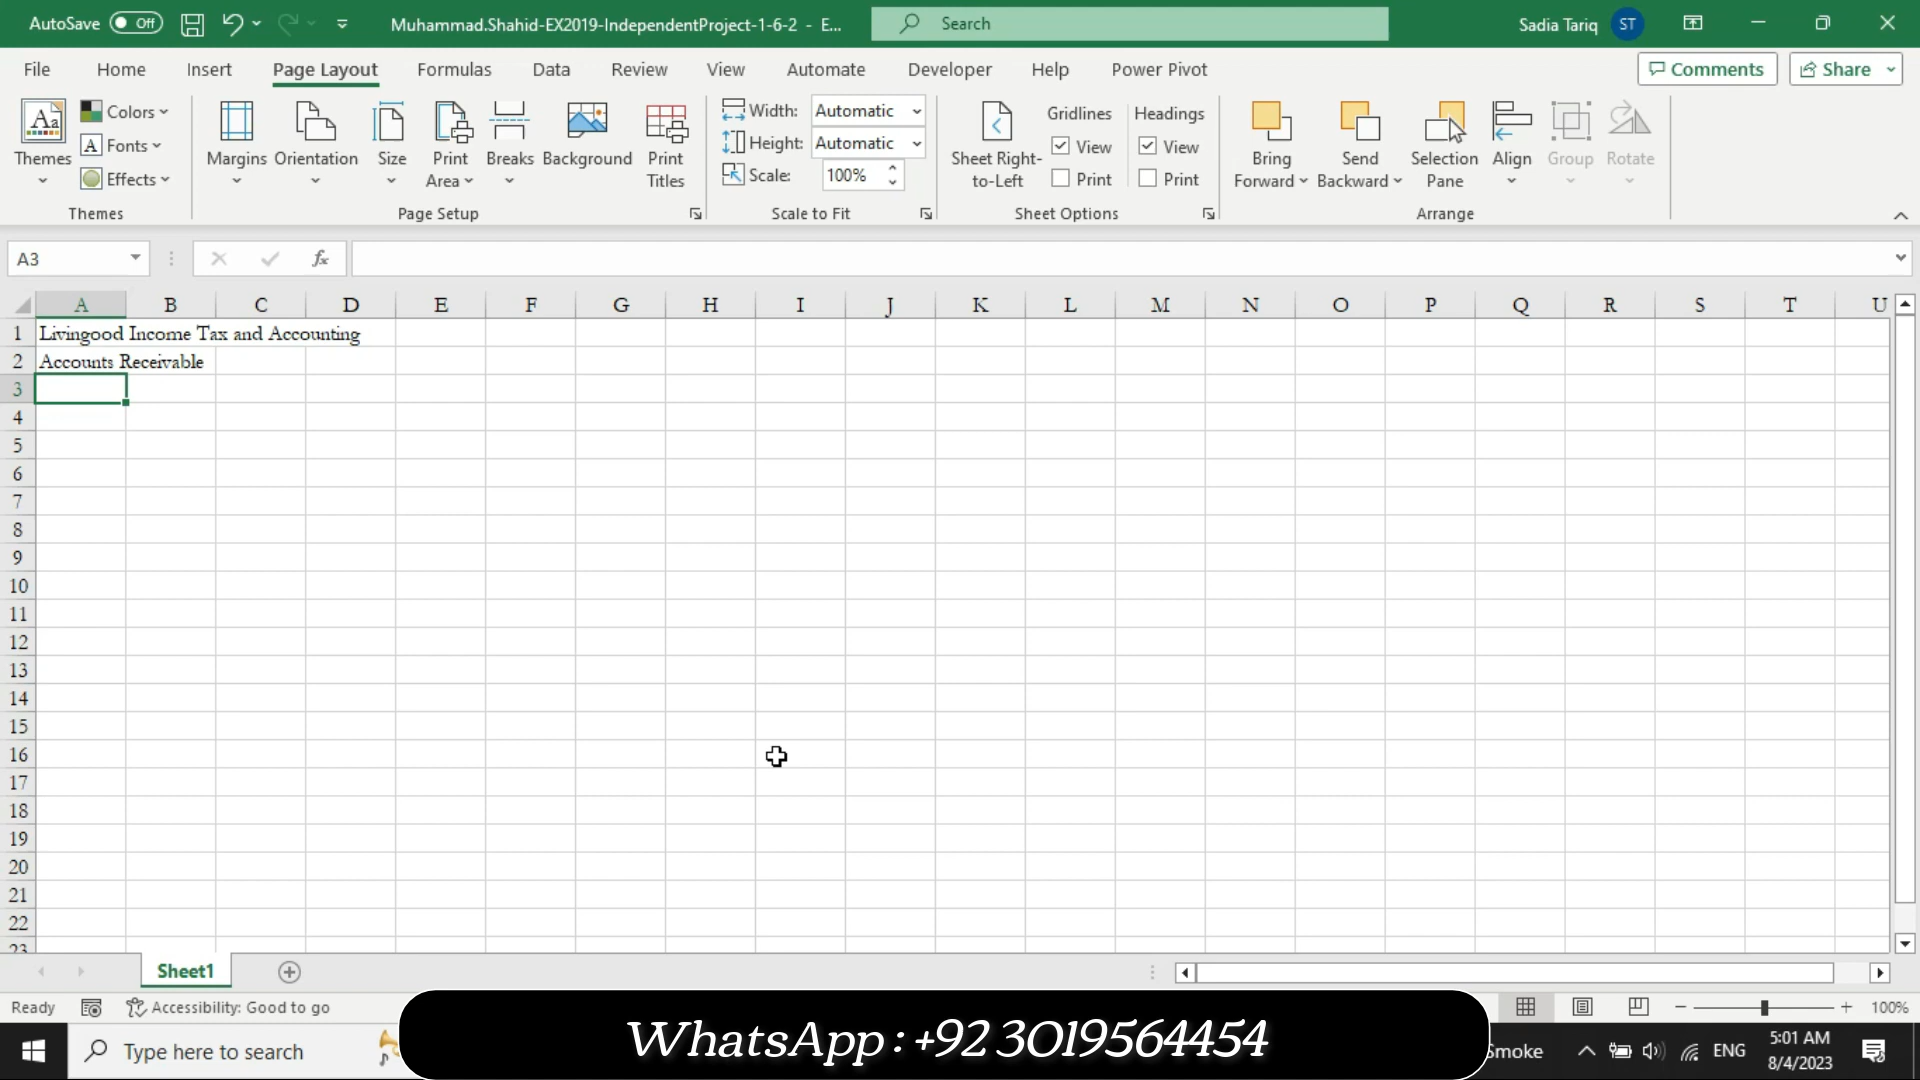 AutoSave Off Muhammad.Shahid-EX2019-IndependentProject-1-6-2 - E... Search Sadia Tariq ST
File Home Insert Page Layout Formulas Data Review View Automate Developer Help Power Pivot Comments Share
Aa Themes Colors Fonts Effects
Themes
Margins Orientation Size Print Area Breaks Background Print Titles
Page Setup
Width: Automatic
Height: Automatic
Scale: 100%
Scale to Fit
Sheet Right-to-Left Gridlines View Print Headings View Print
Sheet Options
Bring Forward Send Backward Selection Pane Align Group Rotate
Arrange
A3 fx
A B C D E F G H I J K L M N O P Q R S T U
1 Livingood Income Tax and Accounting
2 Accounts Receivable
3
4
5
6
7
8
9
10
11
12
13
14
15
16
17
18
19
20
21
22
23
Sheet1
Ready Accessibility: Good to go 100%
WhatsApp : +92 3019564454
Type here to search Smoke ENG 5:01 AM
8/4/2023